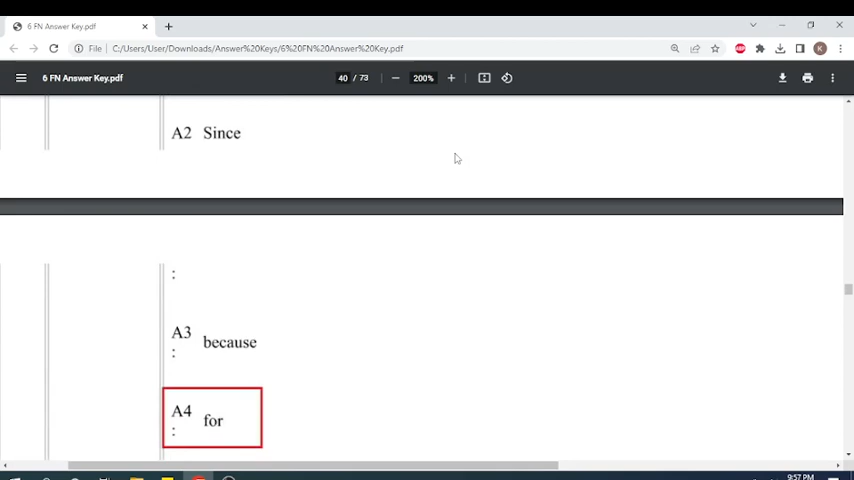 6 FN Answer Key.pdf
File
C:/Users/User/Downloads/Answer%20Keys/6%20FN%20Answer%20Key.pdf
ABP
K
6 FN Answer Key.pdf
40 / 73
200%
A2 Since
:
A3
: because
A4
: for
9:57 PM